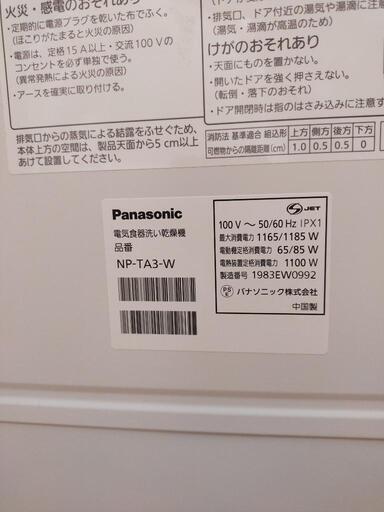 火災・感電のおそれあり
・定期的に電源プラグを乾いた布でふく。
(ほこりがたまると火災の原因)
・電源は、定格15A以上・交流100Vの
コンセントを必ず単独で使う。
(異常発熱による火災の原因)
・アースを確実に取り付ける。
排気口からの蒸気による結露をふせぐため、
本体上方の空間は、製品天面から5cm以上
あけて設置してください。
・排気口、ドア付近の湯気や湯滴に注意
(湯気・湯滴が高温のため)
けがのおそれあり
・天面にものを置かない。
・開いたドアを強く押さえない。
(転倒・落下のおそれ)
・ドア開閉時は指のはさみ込みに注意す
消防法 基準適合 組込形 上方 側方 後方 下方
可燃物からの離隔距離(cm) 1.0 0.5 0.5 0
Panasonic
電気食器洗い乾燥機
品番
NP-TA3-W
JET
100 V ～ 50/60 Hz IPX1
最大消費電力 1165/1185 W
電動機定格消費電力 65/85 W
電熱装置定格消費電力 1100 W
製造番号 1983EW0992
PS E パナソニック株式会社
中国製